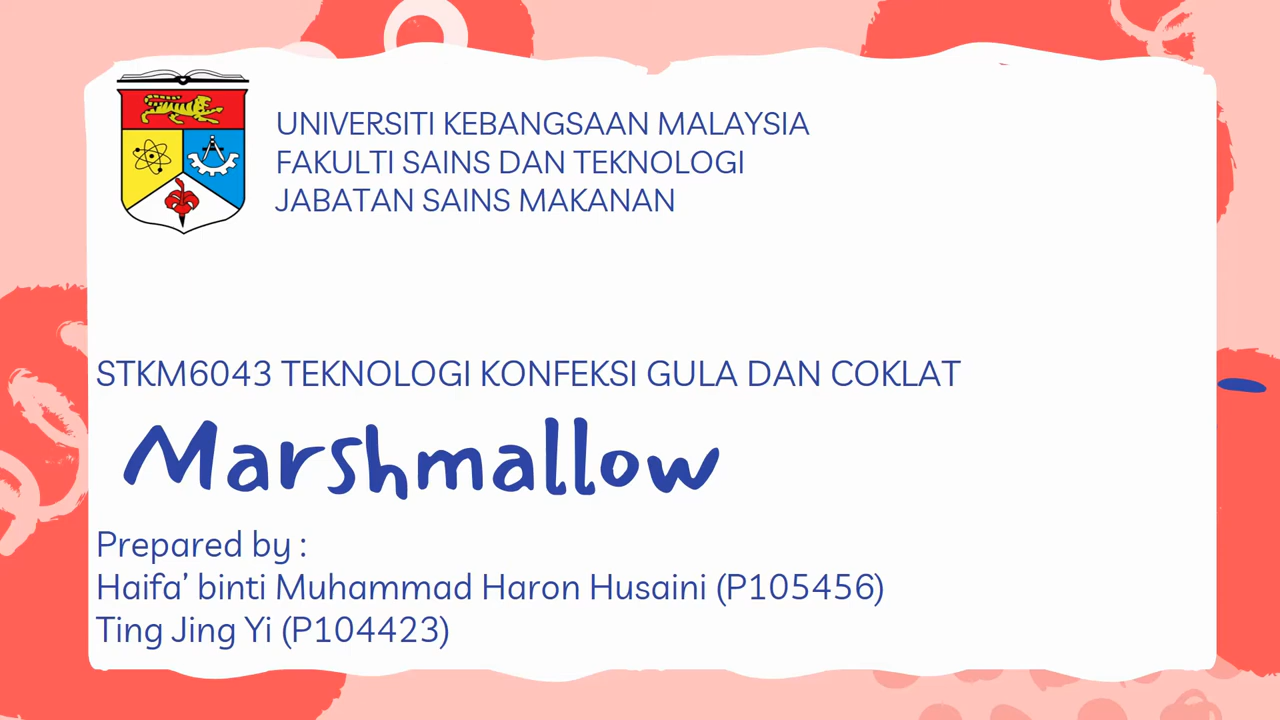 UNIVERSITI KEBANGSAAN MALAYSIA
FAKULTI SAINS DAN TEKNOLOGI
JABATAN SAINS MAKANAN
STKM6043 TEKNOLOGI KONFEKSI GULA DAN COKLAT
Marshmallow
Prepared by :
Haifa’ binti Muhammad Haron Husaini (P105456)
Ting Jing Yi (P104423)